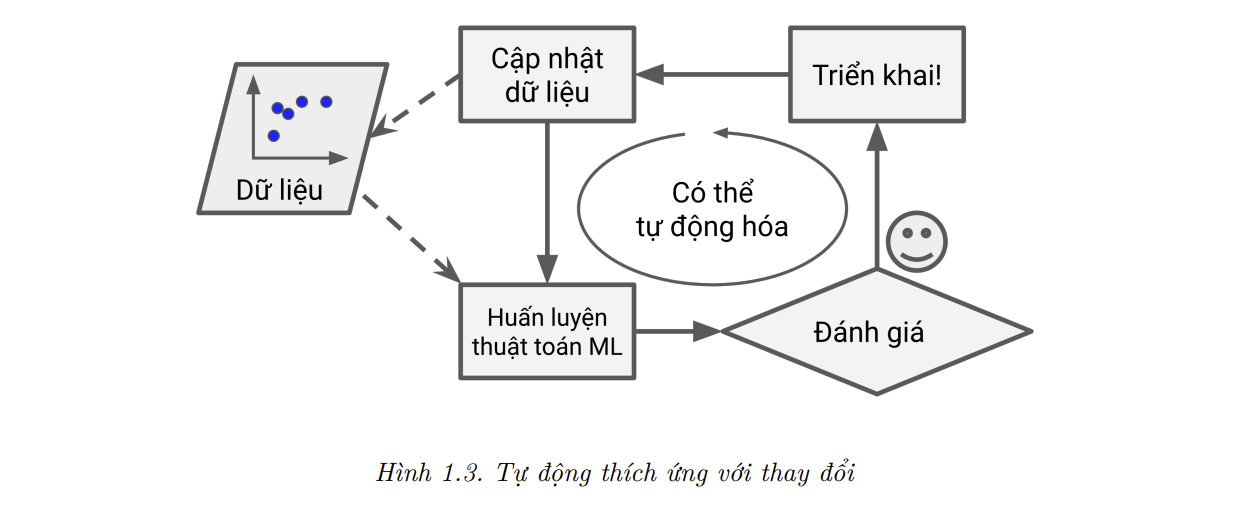 Cập nhật
dữ liệu
Triển khai!
Dữ liệu
Có thể
tự động hóa
Huấn luyện
thuật toán ML
Đánh giá
Hình 1.3. Tự động thích ứng với thay đổi